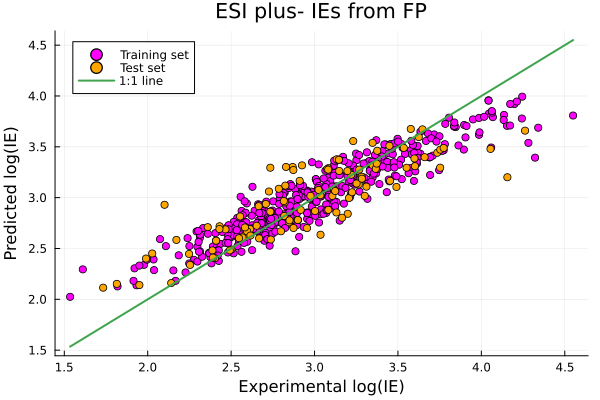 ESI plus- IEs from FP
Training set
Test set
1:1 line
4.5
4.0
3.5
3.0
2.5
2.0
1.5
Predicted log(IE)
1.5 2.0 2.5 3.0 3.5 4.0 4.5
Experimental log(IE)